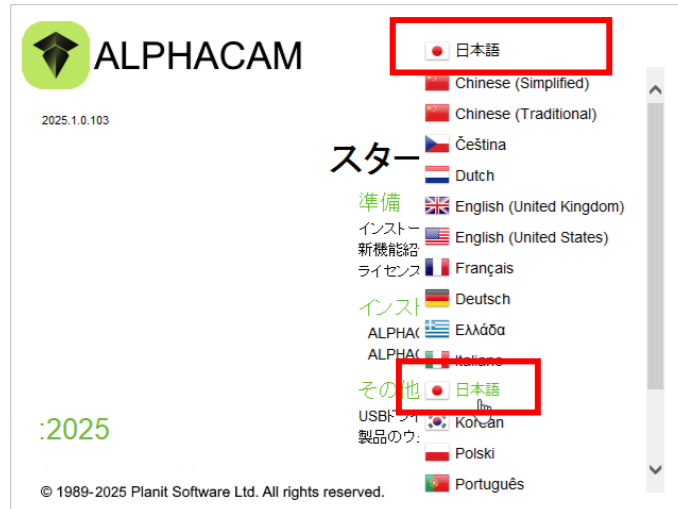 ALPHACAM
日本語
Chinese (Simplified)
2025.1.0.103
Chinese (Traditional)
Čeština
スター
Dutch
準備
English (United Kingdom)
インストー
English (United States)
新機能紹
ライセンス
Français
Deutsch
インスト
Ελλάδα
ALPHAC
Italiano
ALPHAC
その他
日本語
USBドライ
Korean
製品のウ
:2025
Polski
Português
© 1989-2025 Planit Software Ltd. All rights reserved.